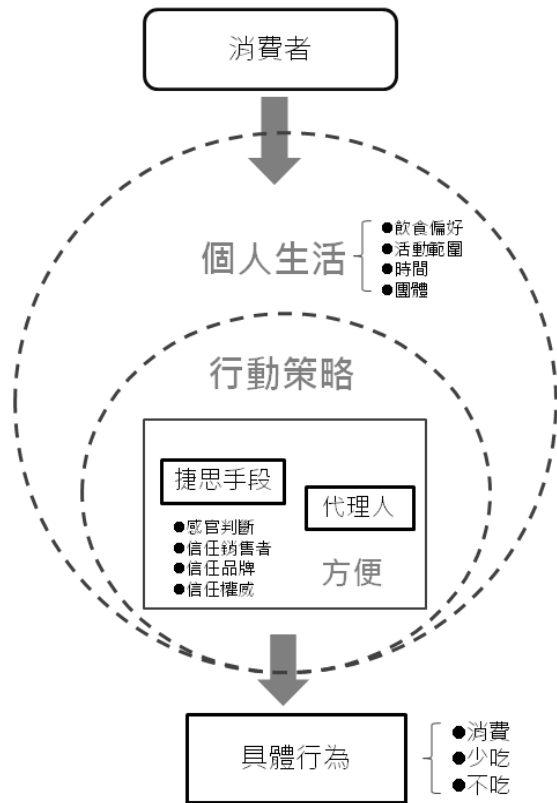 消費者
個人生活
●飲食偏好
●活動範圍
●時間
●團體
行動策略
捷思手段
代理人
●感官判斷
●信任銷售者
●信任品牌
●信任權威
方便
具體行為
●消費
●少吃
●不吃